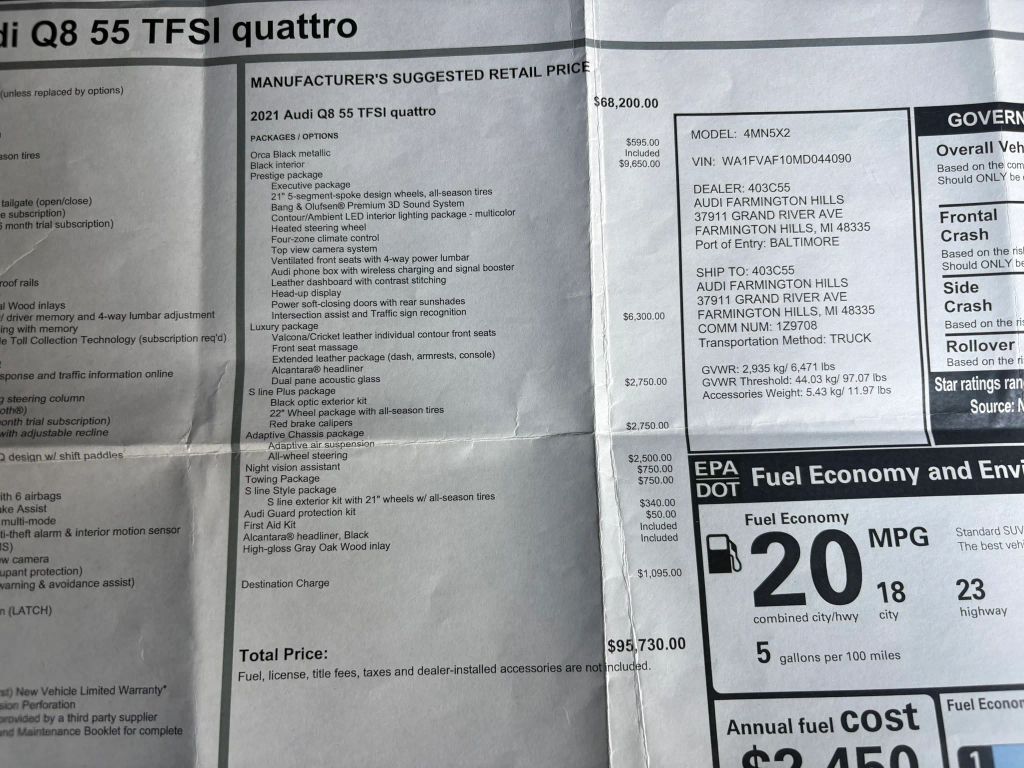 di Q8 55 TFSI quattro
(unless replaced by options)
ason tires
tailgate (open/close)
e subscription)
6 month trial subscription)
oof rails
al Wood inlays
/ driver memory and 4-way lumbar adjustment
ing with memory
le Toll Collection Technology (subscription req'd)
sponse and traffic information online
g steering column
oth®)
onth trial subscription)
with adjustable recline
Q design w/ shift paddles
ith 6 airbags
ake Assist
multi-mode
ti-theft alarm & interior motion sensor
IS)
w camera
upant protection)
warning & avoidance assist)
n (LATCH)
st) New Vehicle Limited Warranty*
sion Perforation
provided by a third party supplier
and Maintenance Booklet for complete
MANUFACTURER'S SUGGESTED RETAIL PRICE
2021 Audi Q8 55 TFSI quattro $68,200.00
PACKAGES / OPTIONS
Orca Black metallic $595.00
Black interior Included
Prestige package $9,650.00
Executive package
21" 5-segment-spoke design wheels, all-season tires
Bang & Olufsen® Premium 3D Sound System
Contour/Ambient LED interior lighting package - multicolor
Heated steering wheel
Four-zone climate control
Top view camera system
Ventilated front seats with 4-way power lumbar
Audi phone box with wireless charging and signal booster
Leather dashboard with contrast stitching
Head-up display
Power soft-closing doors with rear sunshades
Intersection assist and Traffic sign recognition
Luxury package $6,300.00
Valcona/Cricket leather individual contour front seats
Front seat massage
Extended leather package (dash, armrests, console)
Alcantara® headliner
Dual pane acoustic glass
S line Plus package $2,750.00
Black optic exterior kit
22" Wheel package with all-season tires
Red brake calipers
Adaptive Chassis package $2,750.00
Adaptive air suspension
All-wheel steering
Night vision assistant $2,500.00
Towing Package $750.00
S line Style package $750.00
S line exterior kit with 21" wheels w/ all-season tires
Audi Guard protection kit $340.00
First Aid Kit $50.00
Alcantara® headliner, Black Included
High-gloss Gray Oak Wood inlay Included
Destination Charge $1,095.00
Total Price: $95,730.00
Fuel, license, title fees, taxes and dealer-installed accessories are not included.
MODEL: 4MN5X2
VIN: WA1FVAF10MD044090
DEALER: 403C55
AUDI FARMINGTON HILLS
37911 GRAND RIVER AVE
FARMINGTON HILLS, MI 48335
Port of Entry: BALTIMORE
SHIP TO: 403C55
AUDI FARMINGTON HILLS
37911 GRAND RIVER AVE
FARMINGTON HILLS, MI 48335
COMM NUM: 1Z9708
Transportation Method: TRUCK
GVWR: 2,935 kg/ 6,471 lbs
GVWR Threshold: 44.03 kg/ 97.07 lbs
Accessories Weight: 5.43 kg/ 11.97 lbs
GOVERN
Overall Veh
Based on the com
Should ONLY be
Frontal
Crash
Based on the ris
Should ONLY be
Side
Crash
Based on the ris
Rollover
Based on the ri
Star ratings ran
Source: N
EPA
DOT
Fuel Economy and Envi
Fuel Economy
20 MPG
combined city/hwy
18
city
23
highway
Standard SUV
The best vehi
5 gallons per 100 miles
Annual fuel cost
$2,450
Fuel Econom
1